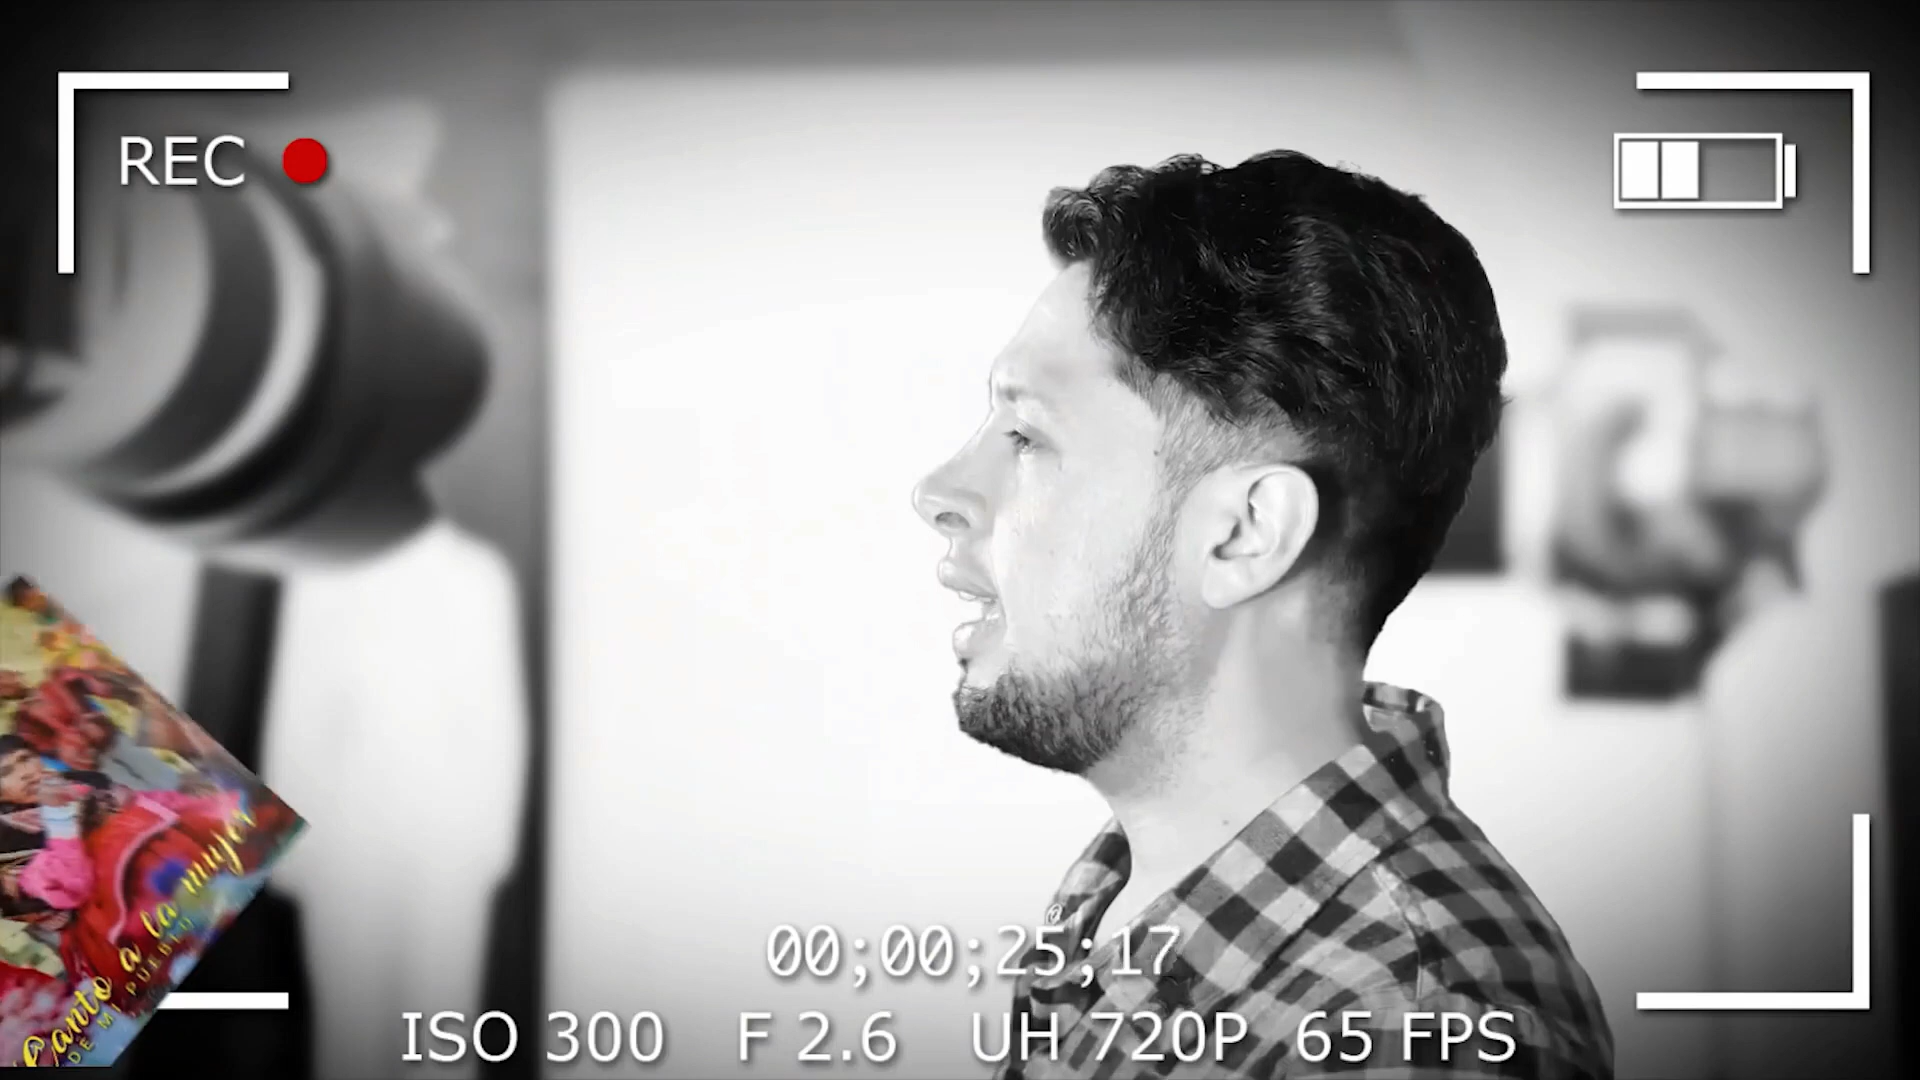 REC
Canto a la mujer
DE MI PUEBLO
00;00;25;17
ISO 300 F 2.6 UH 720P 65 FPS